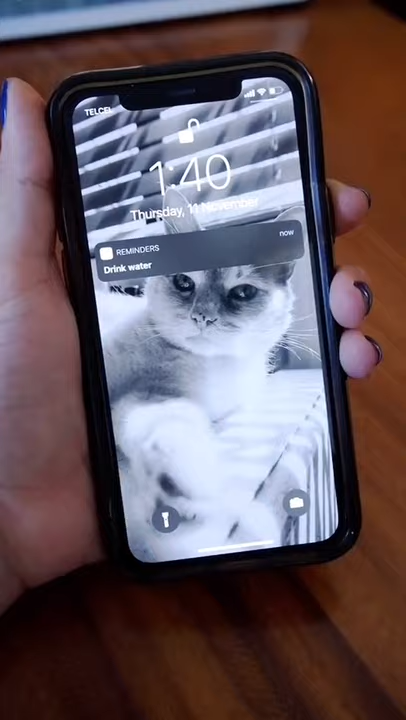 TELCEL
1:40
Thursday, 11 November
REMINDERS now
Drink water